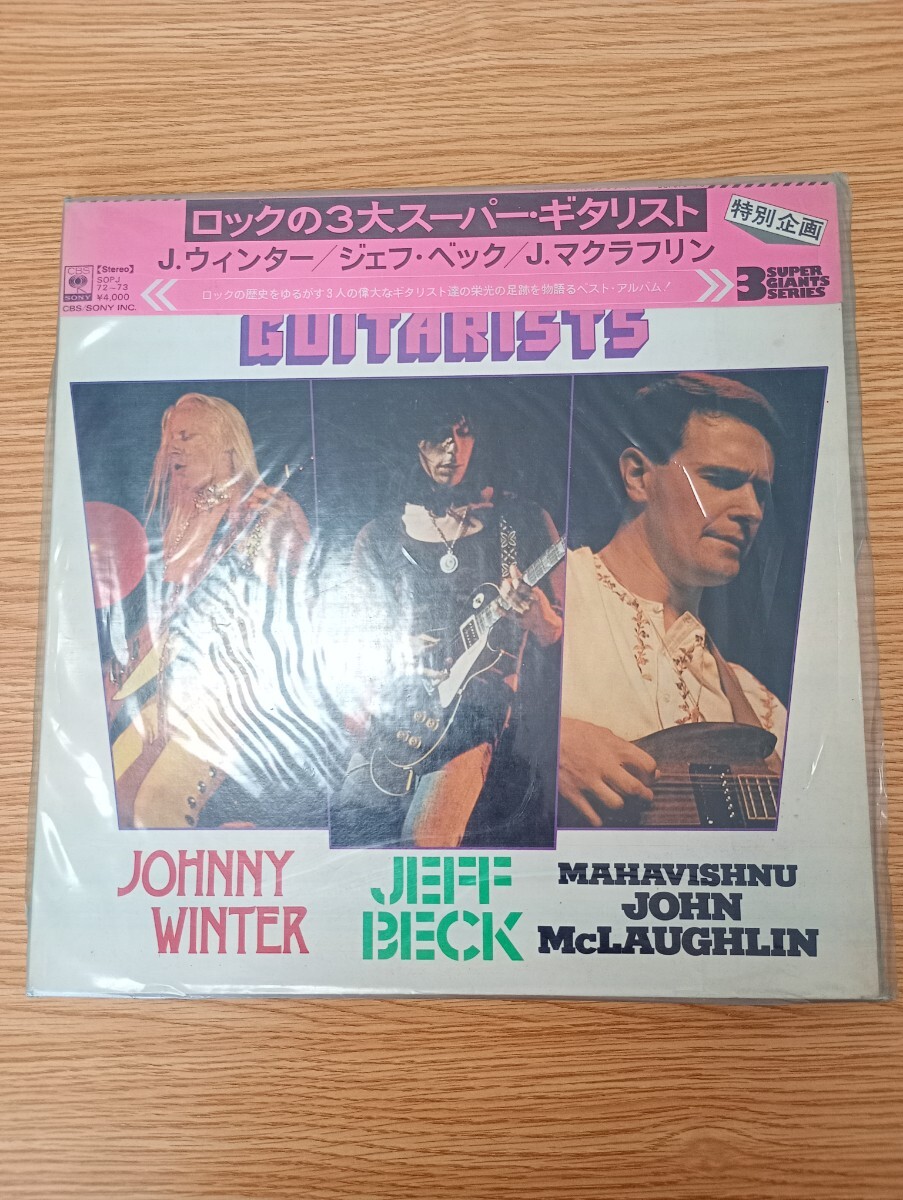 ロックの3大スーパー・ギタリスト
特別企画
J.ウィンター/ジェフ・ベック/J.マクラフリン
CBS
SONY
【Stereo】
SOPJ
72~73
¥4,000
CBS/SONY INC.
ロックの歴史をゆるがす3人の偉大なギタリスト達の栄光の足跡を物語るベスト・アルバム!
3 SUPER
GIANTS
SERIES
GUITARISTS
JOHNNY
WINTER
JEFF
BECK
MAHAVISHNU
JOHN
McLAUGHLIN